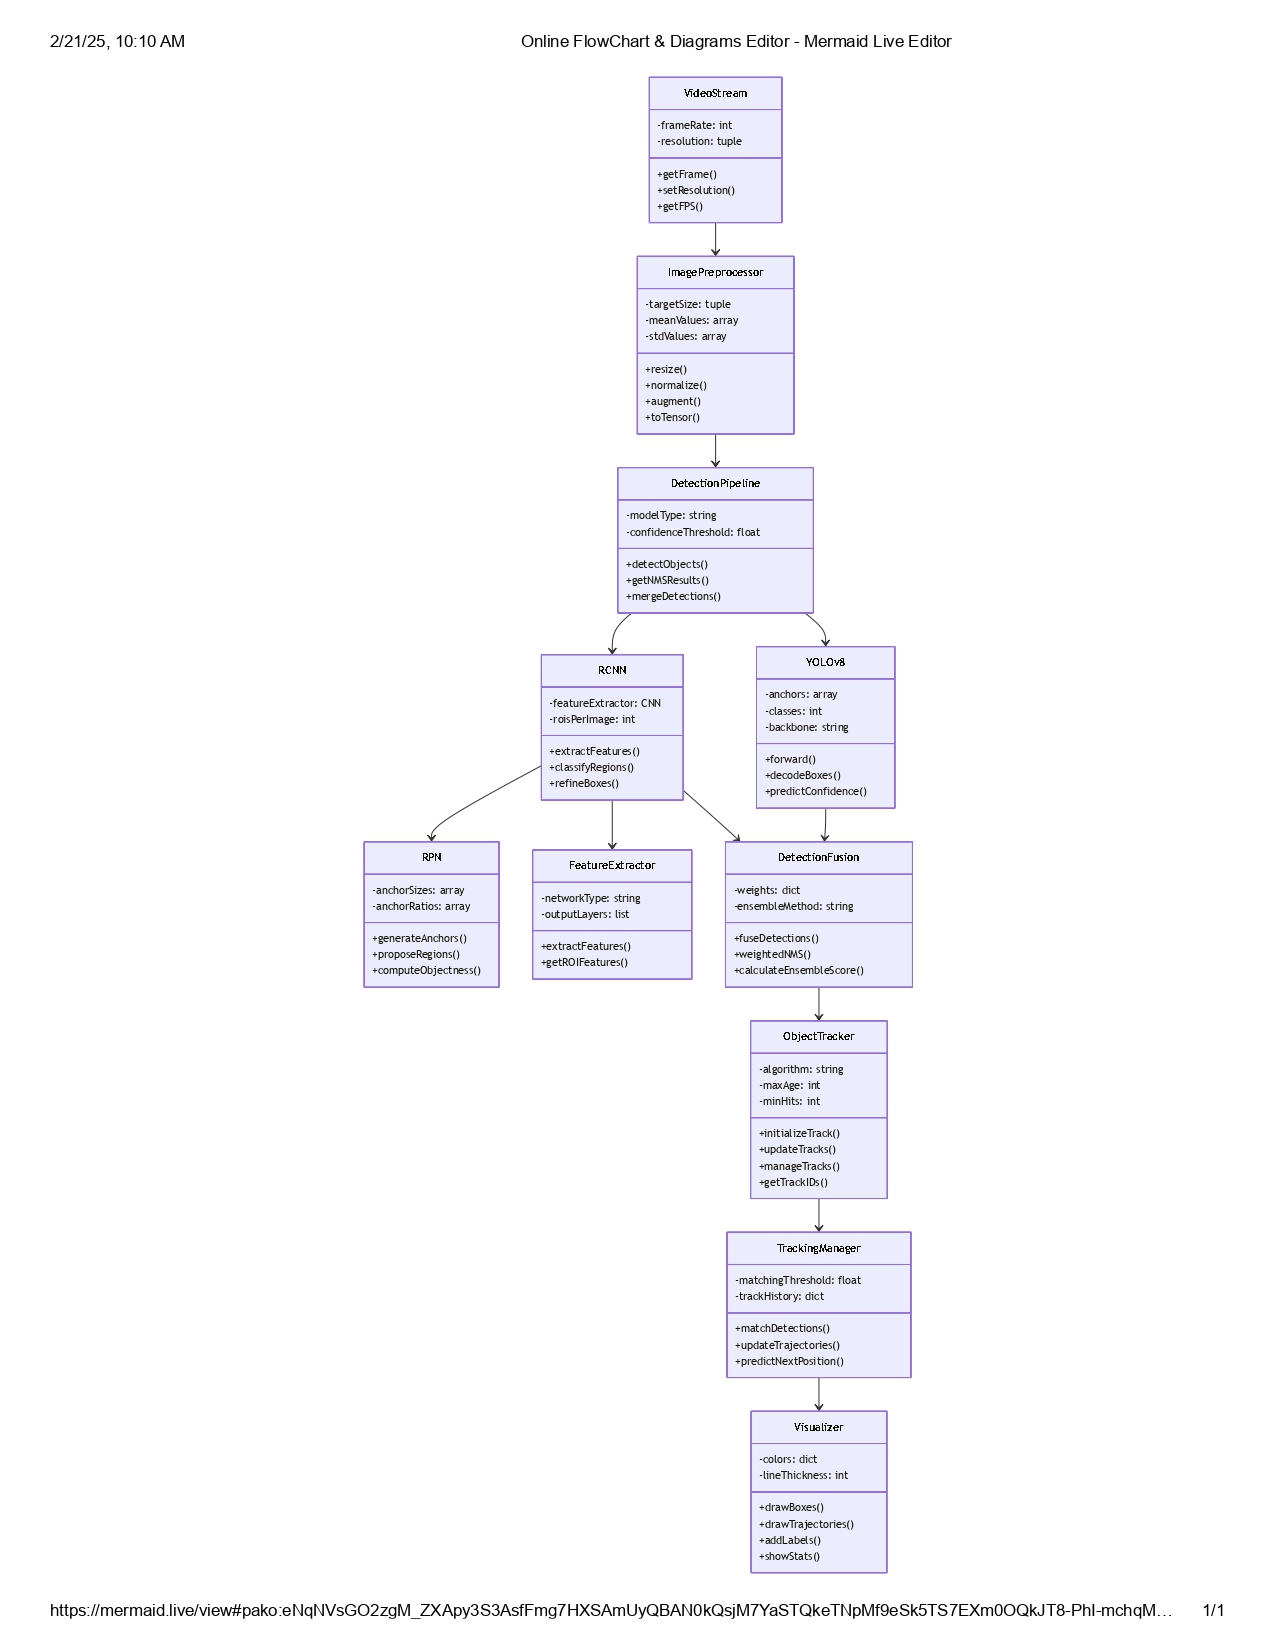 2/21/25, 10:10 AM
Online FlowChart & Diagrams Editor - Mermaid Live Editor
VideoStream
-frameRate: int
-resolution: tuple
+getFrame()
+setResolution()
+getFPS()
ImagePreprocessor
-targetSize: tuple
-meanValues: array
-stdValues: array
+resize()
+normalize()
+augment()
+toTensor()
DetectionPipeline
-modelType: string
-confidenceThreshold: float
+detectObjects()
+getNMSResults()
+mergeDetections()
RCNN
-featureExtractor: CNN
-roisPerImage: int
+extractFeatures()
+classifyRegions()
+refineBoxes()
YOLOv8
-anchors: array
-classes: int
-backbone: string
+forward()
+decodeBoxes()
+predictConfidence()
RPN
-anchorSizes: array
-anchorRatios: array
+generateAnchors()
+proposeRegions()
+computeObjectness()
FeatureExtractor
-networkType: string
-outputLayers: list
+extractFeatures()
+getROIFeatures()
DetectionFusion
-weights: dict
-ensembleMethod: string
+fuseDetections()
+weightedNMS()
+calculateEnsembleScore()
ObjectTracker
-algorithm: string
-maxAge: int
-minHits: int
+initializeTrack()
+updateTracks()
+manageTracks()
+getTrackIDs()
TrackingManager
-matchingThreshold: float
-trackHistory: dict
+matchDetections()
+updateTrajectories()
+predictNextPosition()
Visualizer
-colors: dict
-lineThickness: int
+drawBoxes()
+drawTrajectories()
+addLabels()
+showStats()
https://mermaid.live/view#pako:eNqNVsGO2zgM_ZXApy3S3AsfFmg7HXSAmUyQBAN0kQsjM7YaSTQkeTNpMf9eSk5TS7EXm0OQkJT8-PhI-mchqM…
1/1